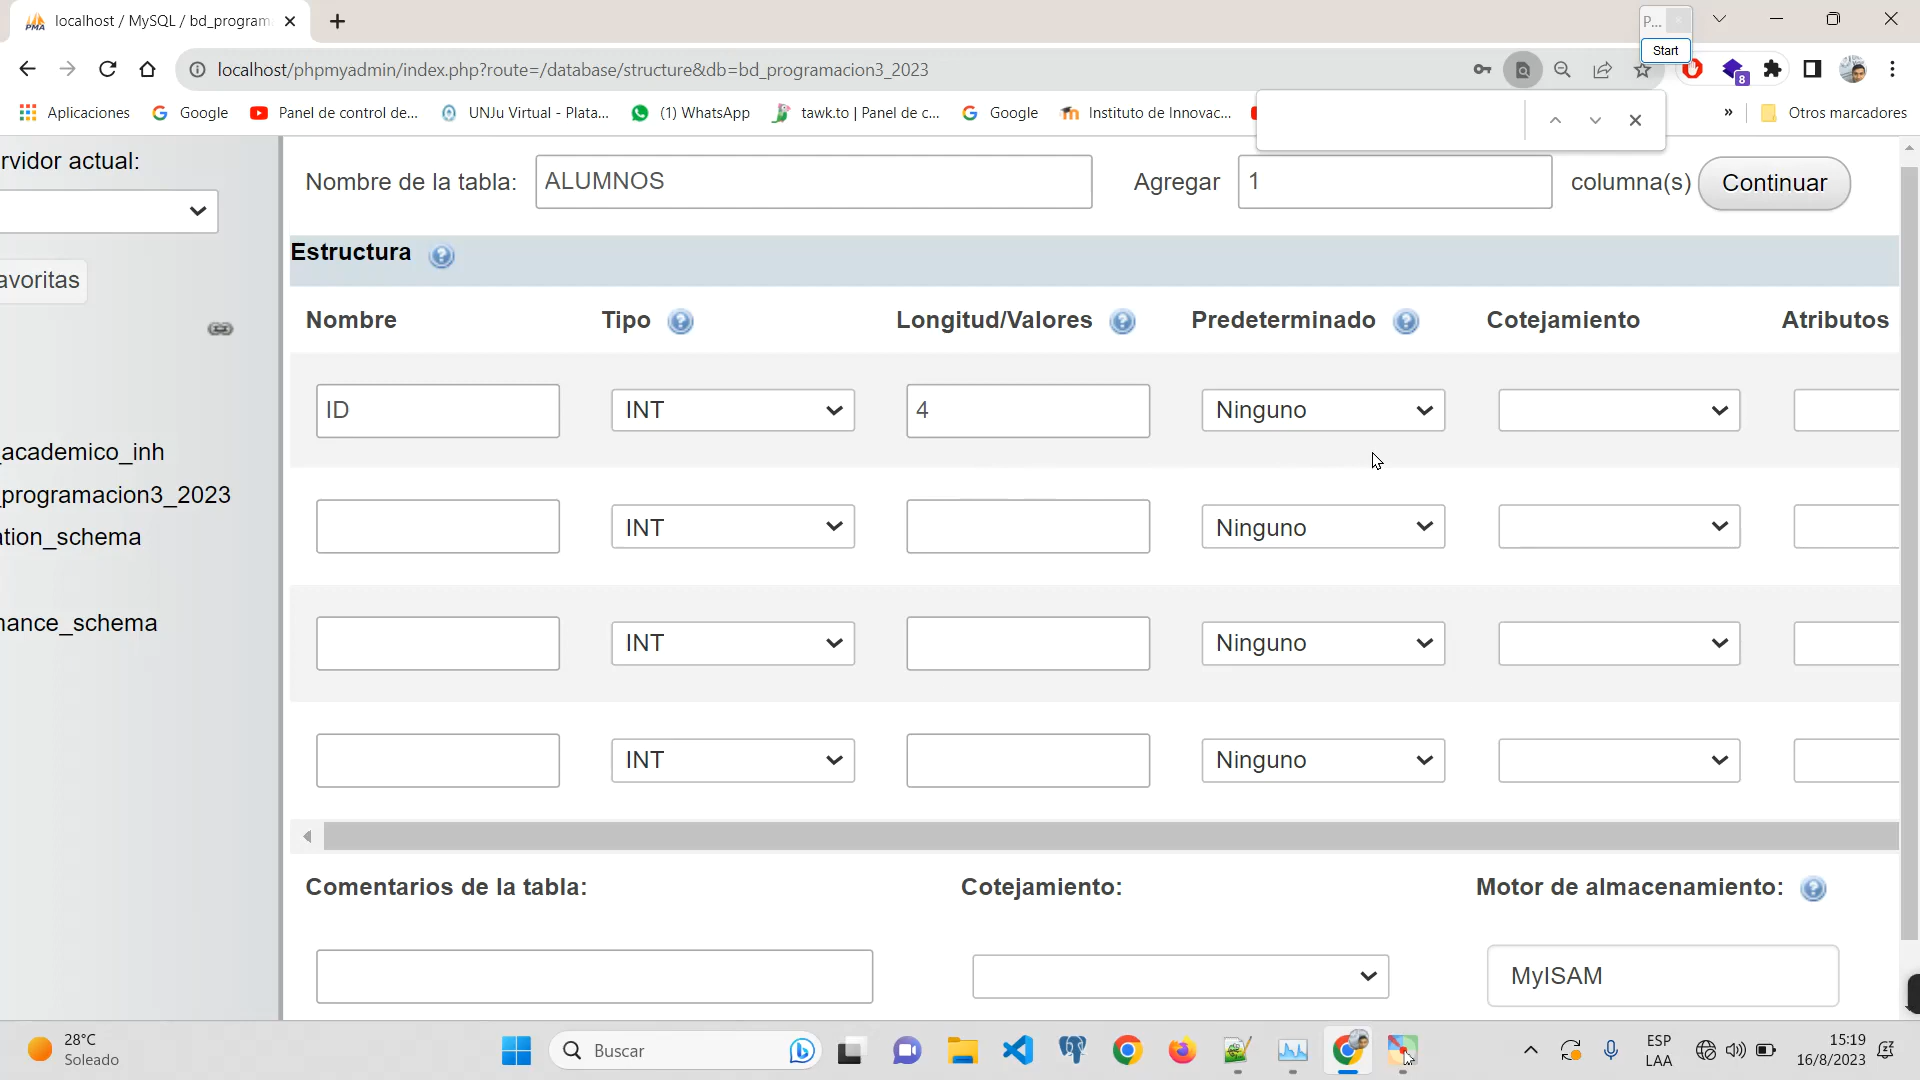 localhost / MySQL / bd_program
P...
Start
localhost/phpmyadmin/index.php?route=/database/structure&db=bd_programacion3_2023
8
Aplicaciones
Google
Panel de control de...
UNJu Virtual - Plata...
(1) WhatsApp
tawk.to | Panel de c...
Google
Instituto de Innovac...
»
Otros marcadores
rvidor actual:
avoritas
_academico_inh
_programacion3_2023
ation_schema
nance_schema
Nombre de la tabla:
ALUMNOS
Agregar
1
columna(s)
Continuar
Estructura
Nombre
Tipo
Longitud/Valores
Predeterminado
Cotejamiento
Atributos
ID
INT
4
Ninguno
INT
Ninguno
INT
Ninguno
INT
Ninguno
Comentarios de la tabla:
Cotejamiento:
Motor de almacenamiento:
MyISAM
28°C
Soleado
Buscar
ESP
LAA
15:19
16/8/2023